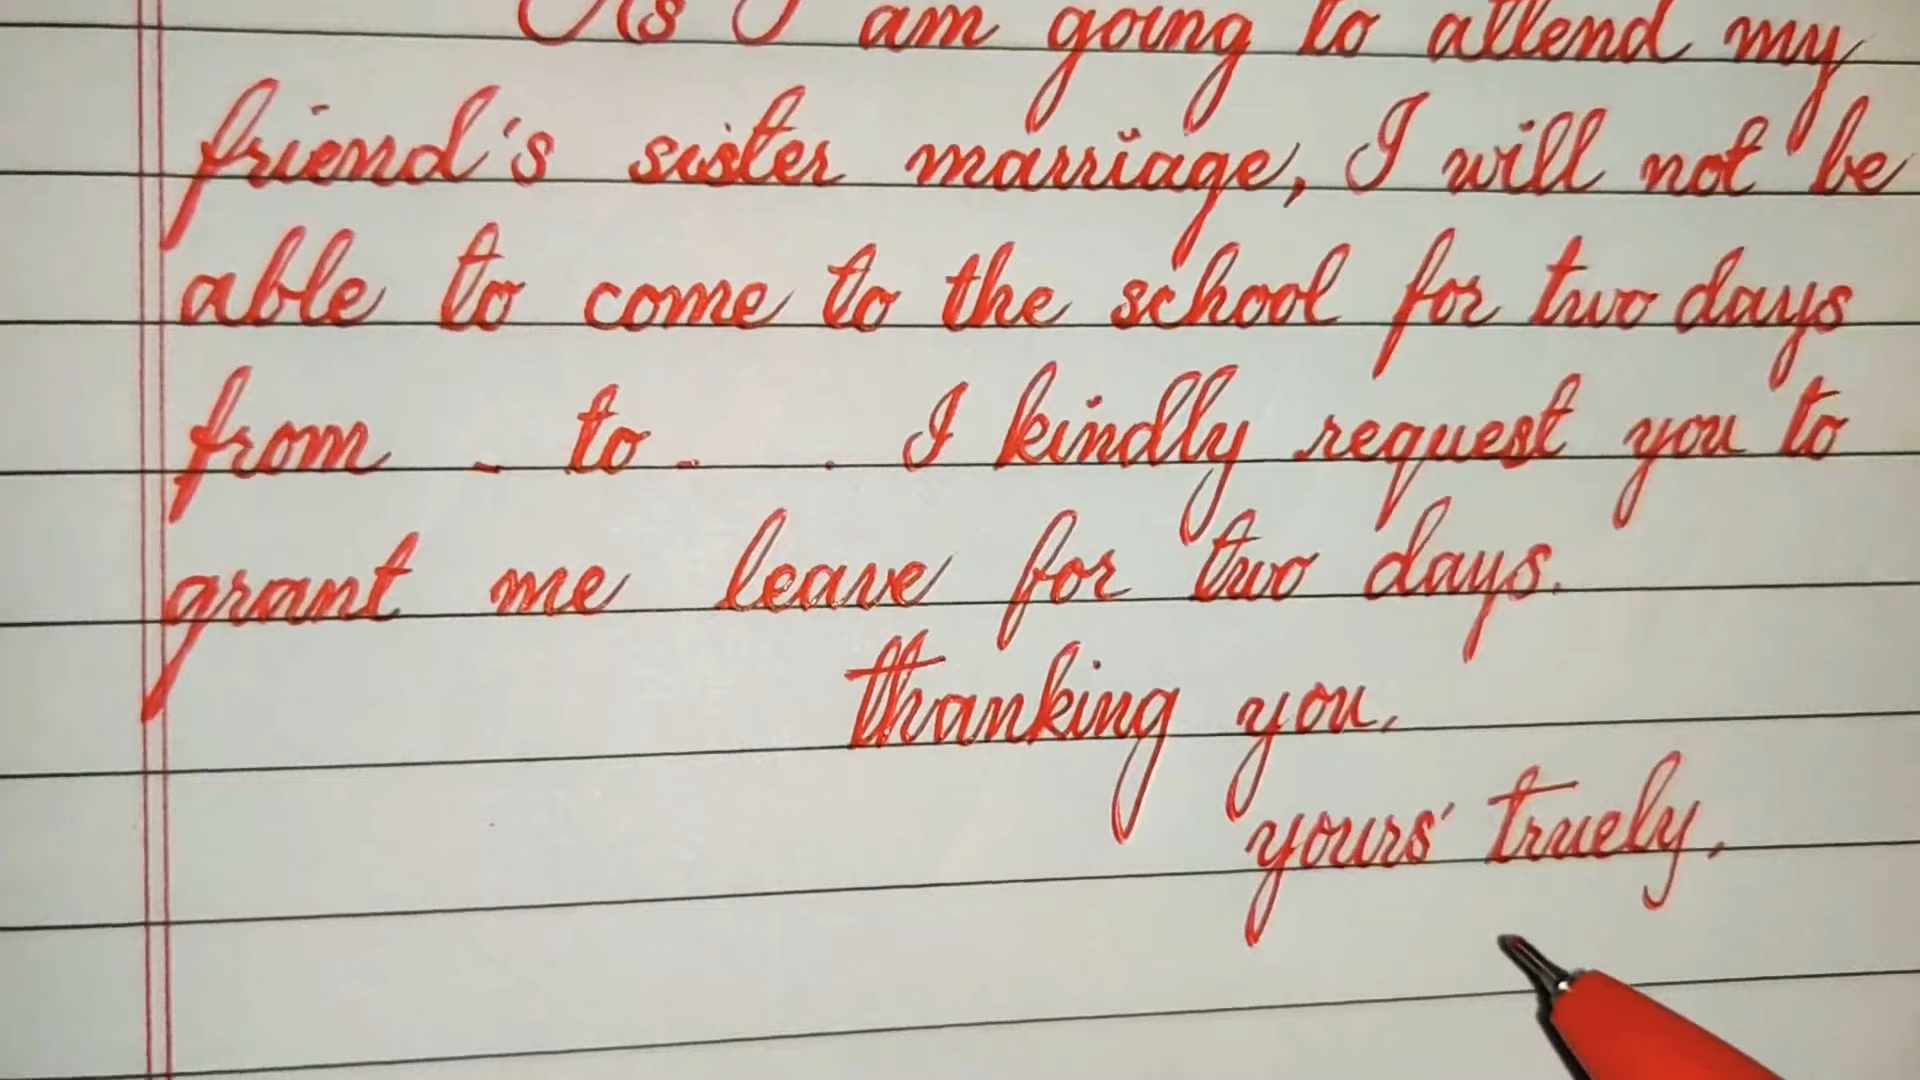 As I am going to attend my
friend's sister marriage, I will not be
able to come to the school for two days
from - to - . I kindly request you to
grant me leave for two days.
thanking you,
yours' truely,